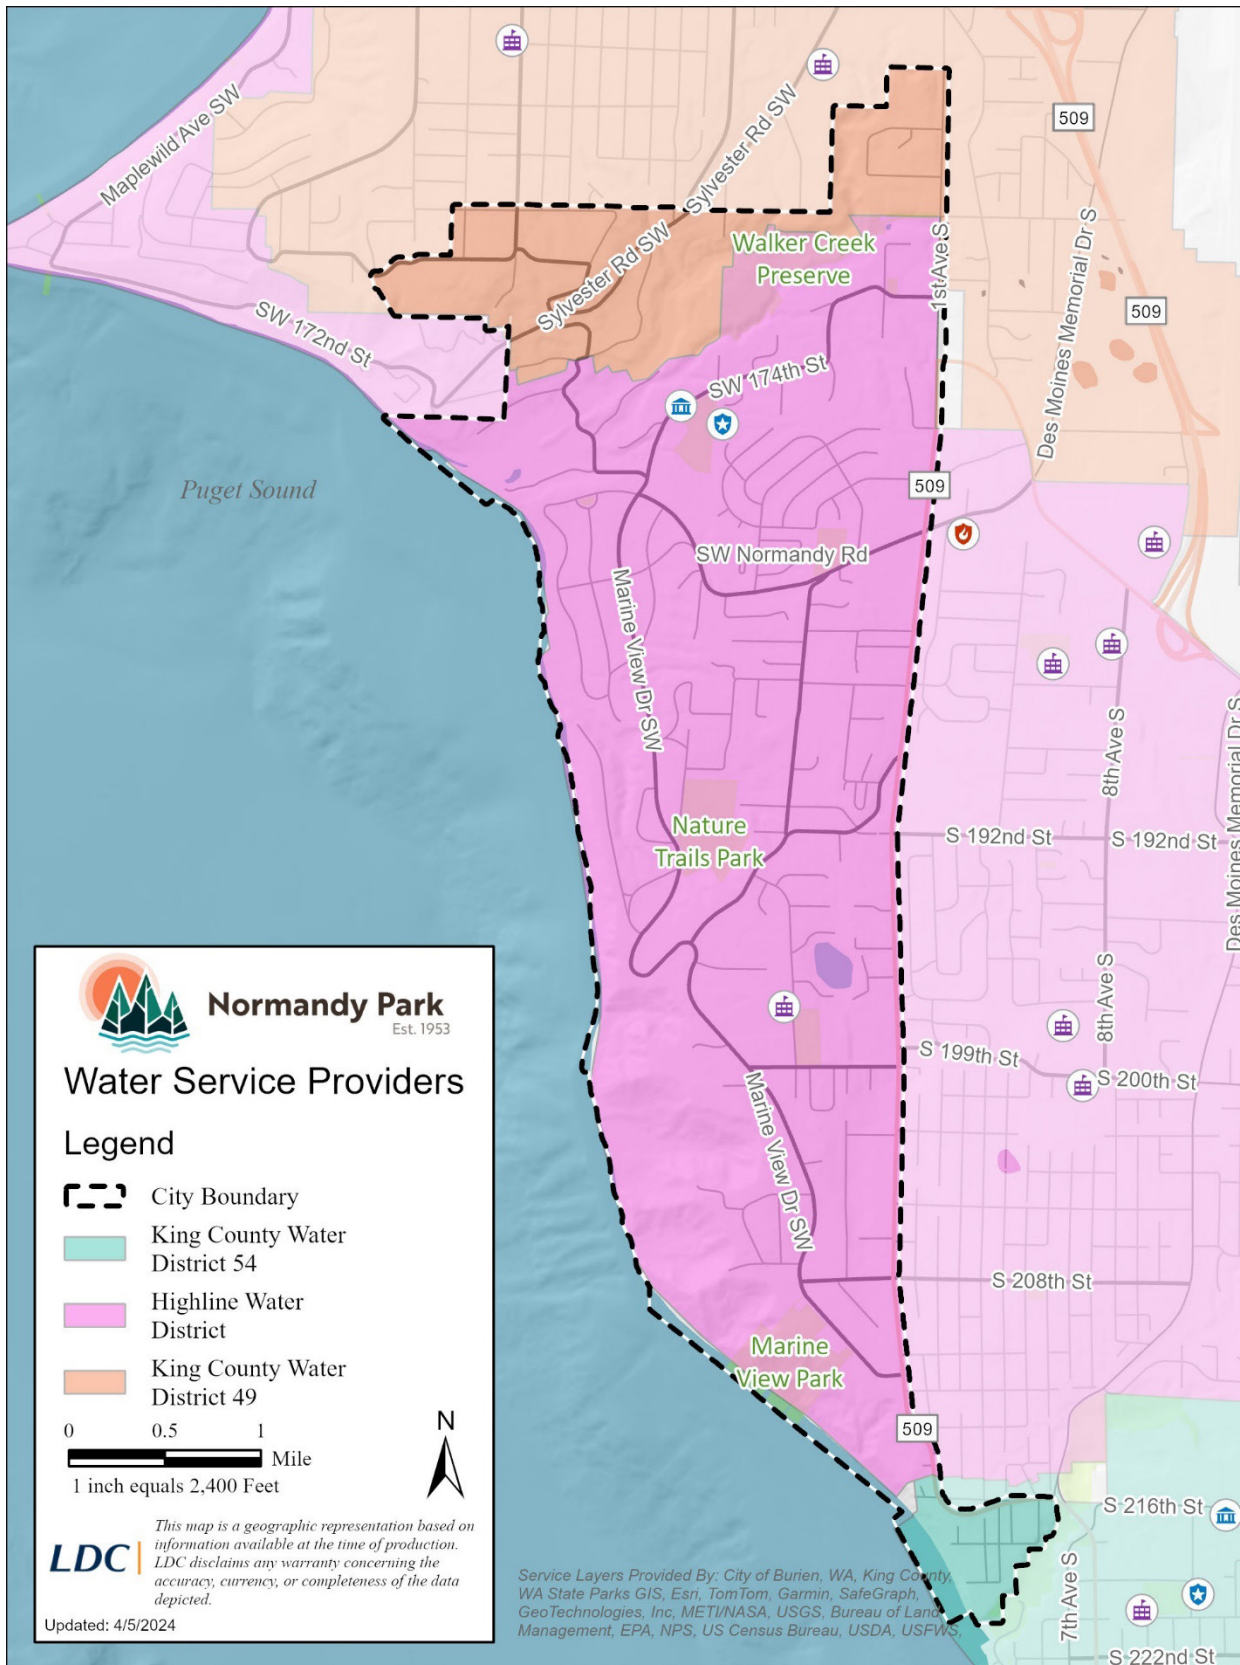 Maplewild Ave SW
Sylvester Rd SW
509
Des Moines Memorial Dr S
Walker Creek
Preserve
1st Ave S
Sylvester Rd SW
509
SW 172nd St
SW 174th St
Puget Sound
509
SW Normandy Rd
Marine View Dr SW
8th Ave S
Des Moines Memorial Dr S
Nature
Trails Park
S 192nd St
S 192nd St
8th Ave S
S 199th St
S 200th St
Marine View Dr SW
S 208th St
Marine
View Park
509
S 216th St
7th Ave S
S 222nd St
Normandy Park
Est. 1953
Water Service Providers
Legend
City Boundary
King County Water
District 54
Highline Water
District
King County Water
District 49
0 0.5 1
Mile
1 inch equals 2,400 Feet
N
LDC
This map is a geographic representation based on
information available at the time of production.
LDC disclaims any warranty concerning the
accuracy, currency, or completeness of the data
depicted.
Updated: 4/5/2024
Service Layers Provided By: City of Burien, WA, King County,
WA State Parks GIS, Esri, TomTom, Garmin, SafeGraph,
GeoTechnologies, Inc, METI/NASA, USGS, Bureau of Land
Management, EPA, NPS, US Census Bureau, USDA, USFWS,